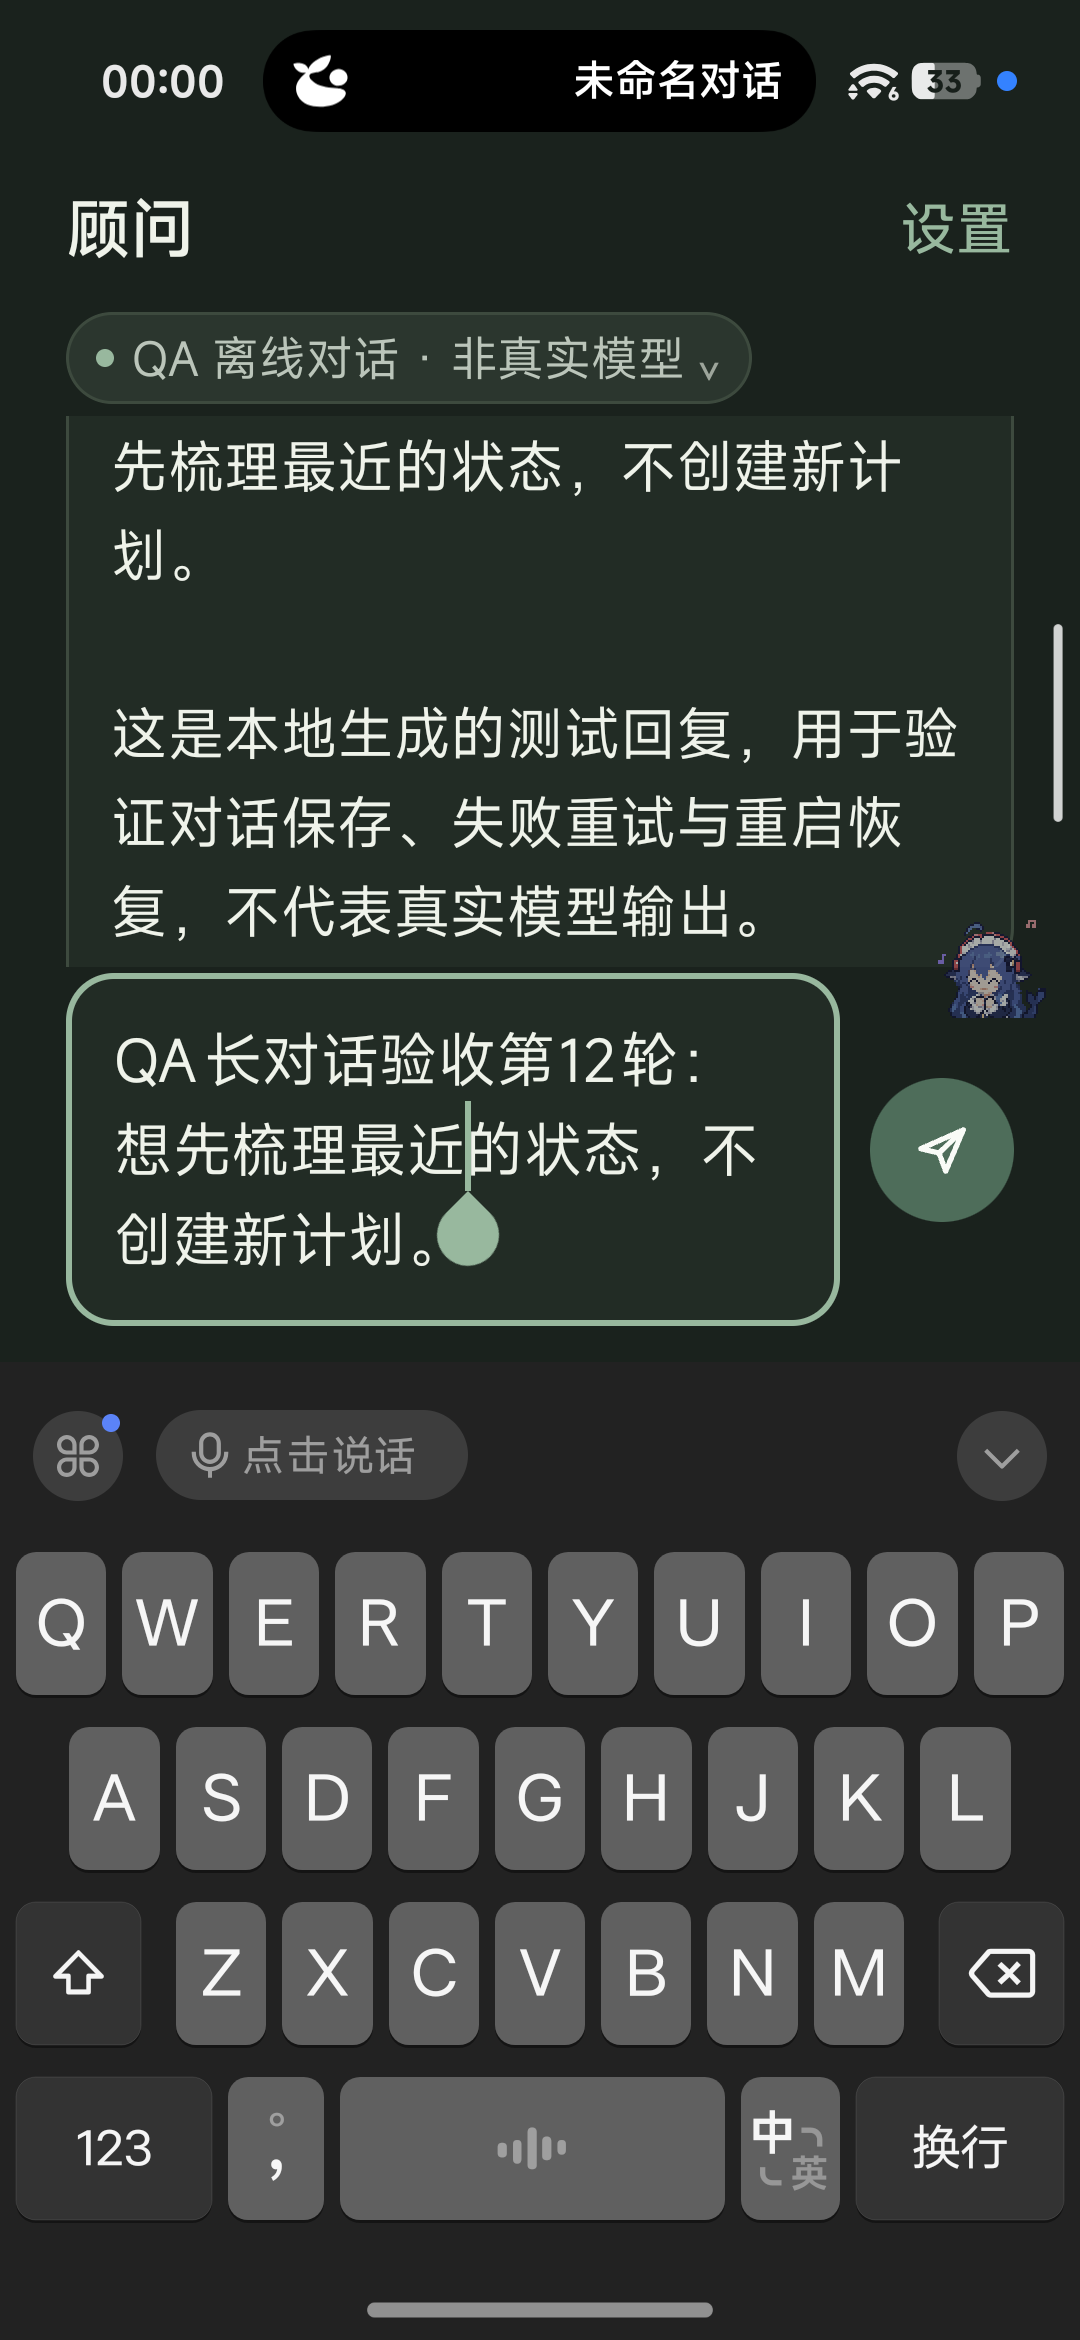 00:00
未命名对话
6
33
顾问
设置
QA 离线对话 · 非真实模型
先梳理最近的状态，不创建新计
划。
这是本地生成的测试回复，用于验
证对话保存、失败重试与重启恢
复，不代表真实模型输出。
QA长对话验收第12轮：
想先梳理最近的状态，不
创建新计划。
点击说话
Q W E R T Y U I O P
A S D F G H J K L
Z X C V B N M
123
。
，
中
英
换行